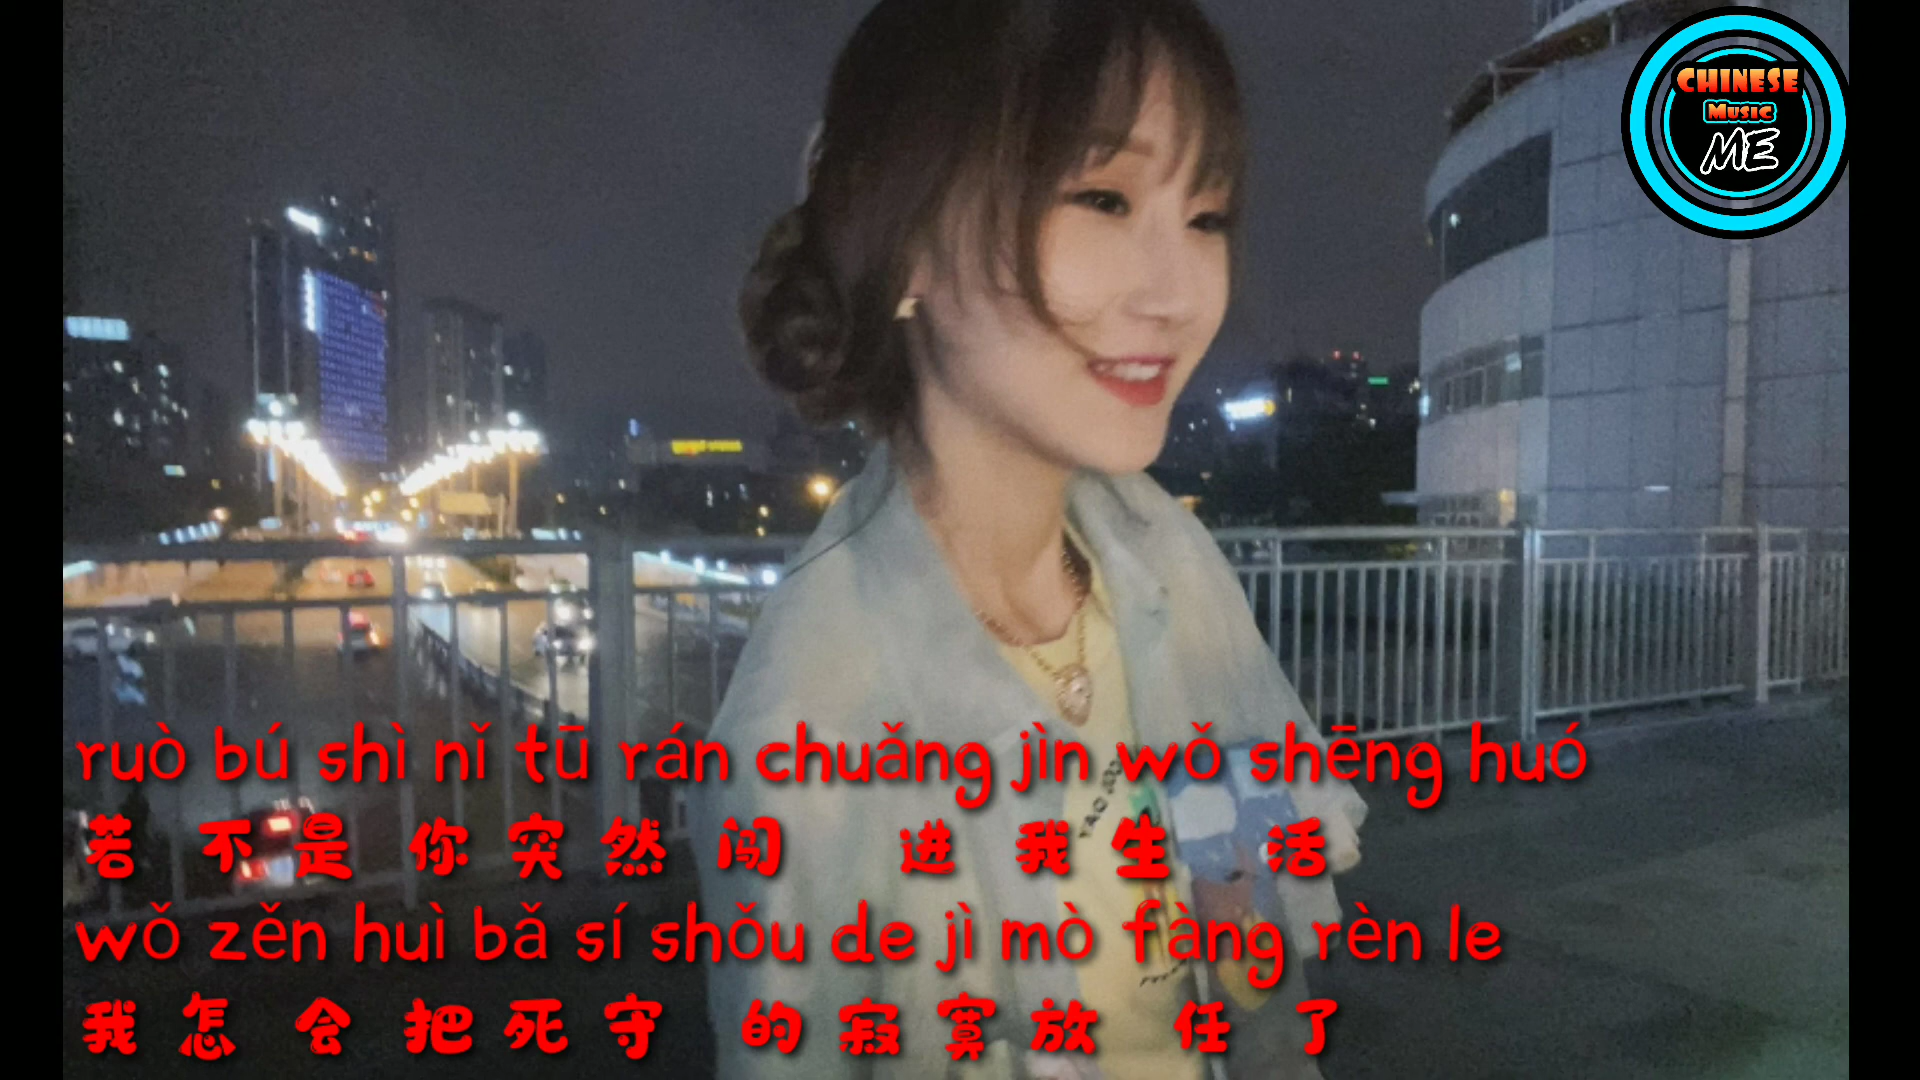 CHINESE
Music
ME
ruò bú shì nǐ tū rán chuǎng jìn wǒ shēng huó
若不是你突然闯进我生活
wǒ zěn huì bǎ sí shǒu de jì mò fàng rèn le
我怎会把死守的寂寞放任了